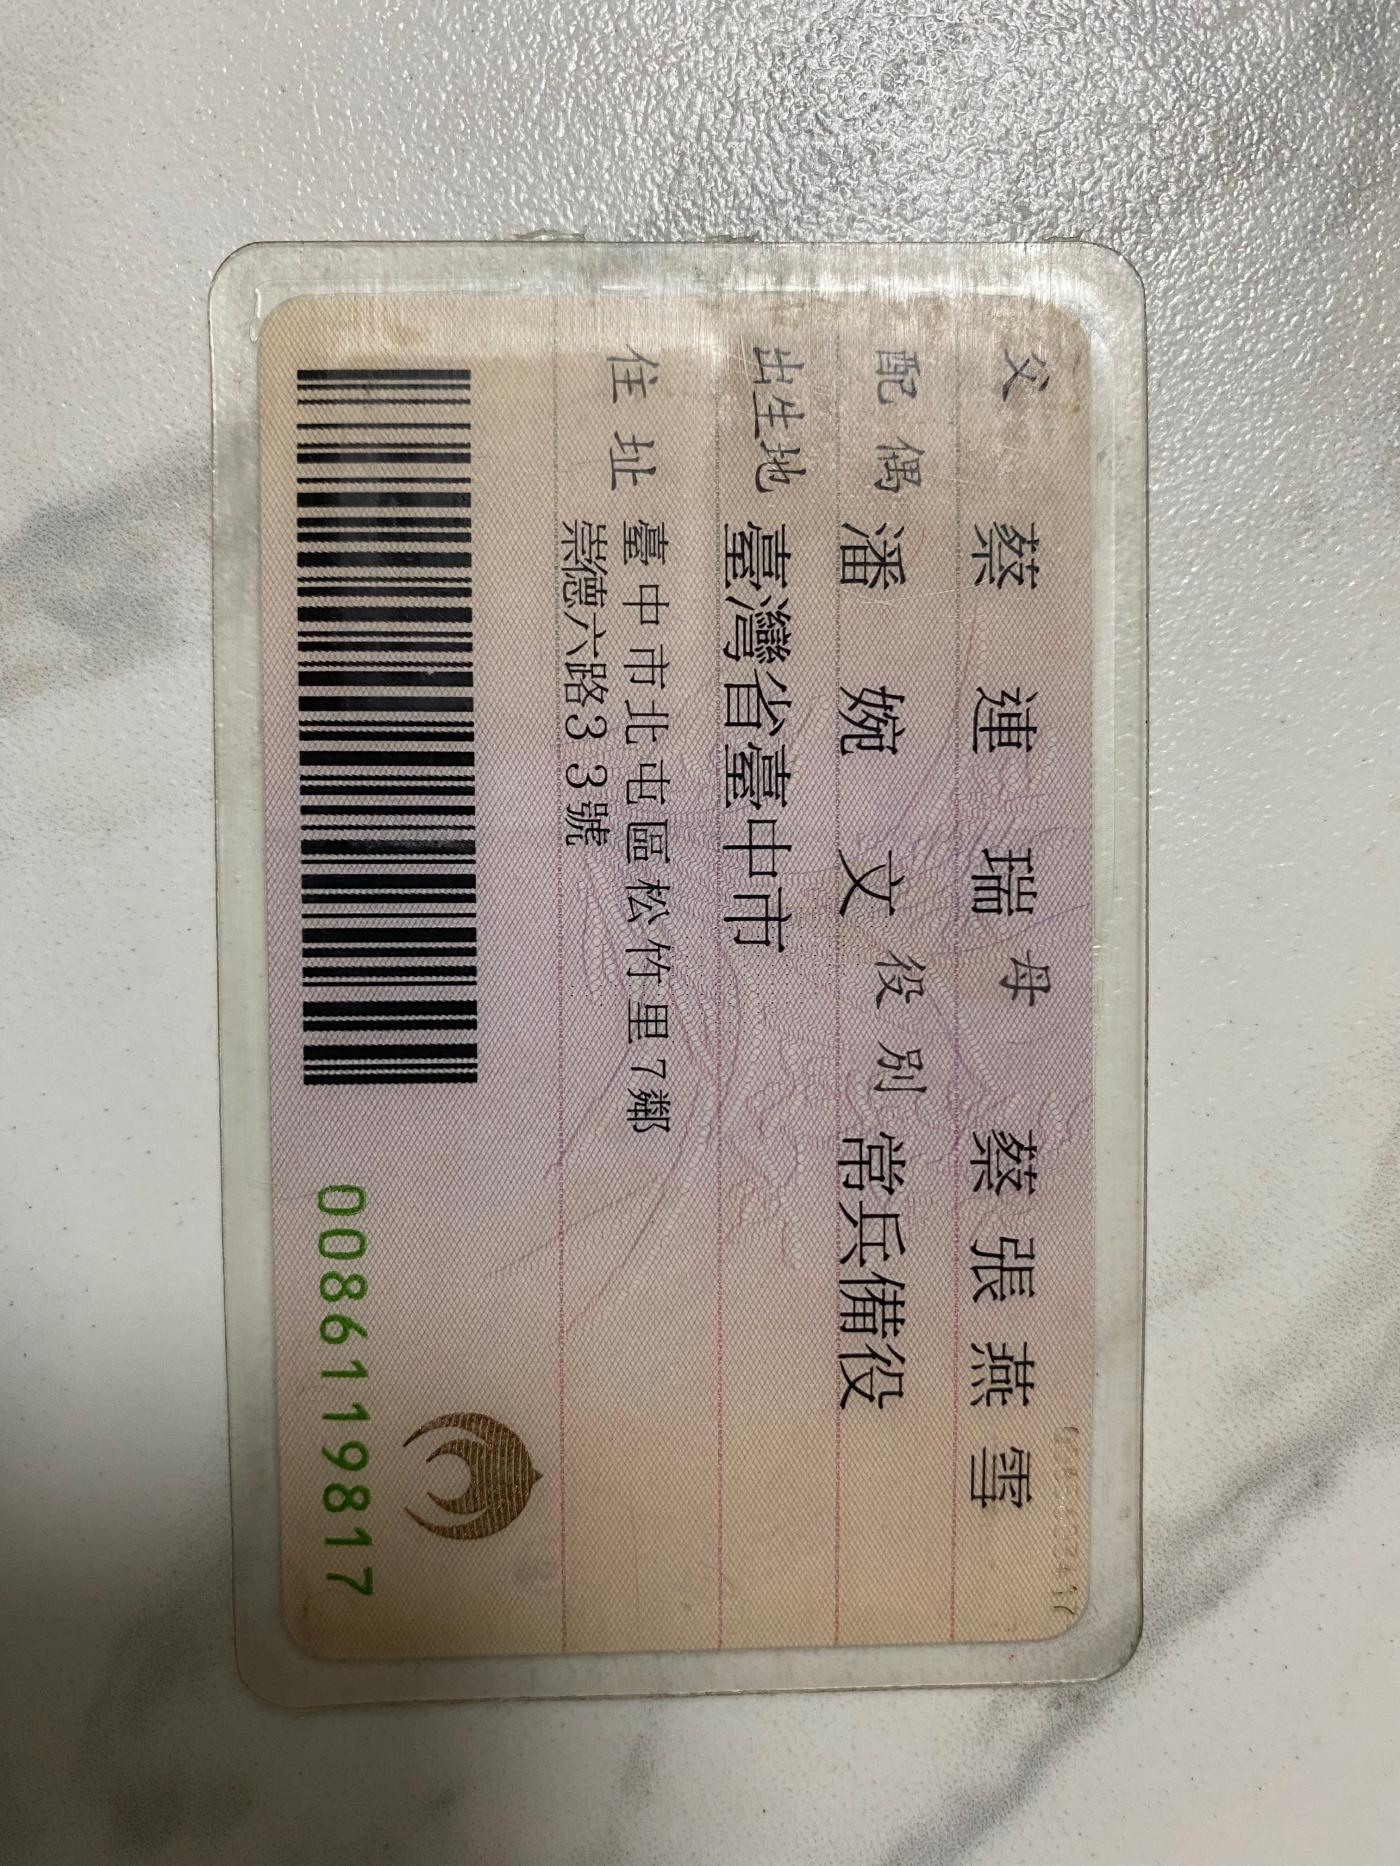 父 蔡連瑞 母 蔡張燕雪
配偶 潘婉文 役別 常兵備役
出生地 臺灣省臺中市
住址 臺中市北屯區松竹里7鄰
崇德六路33號
0086119817